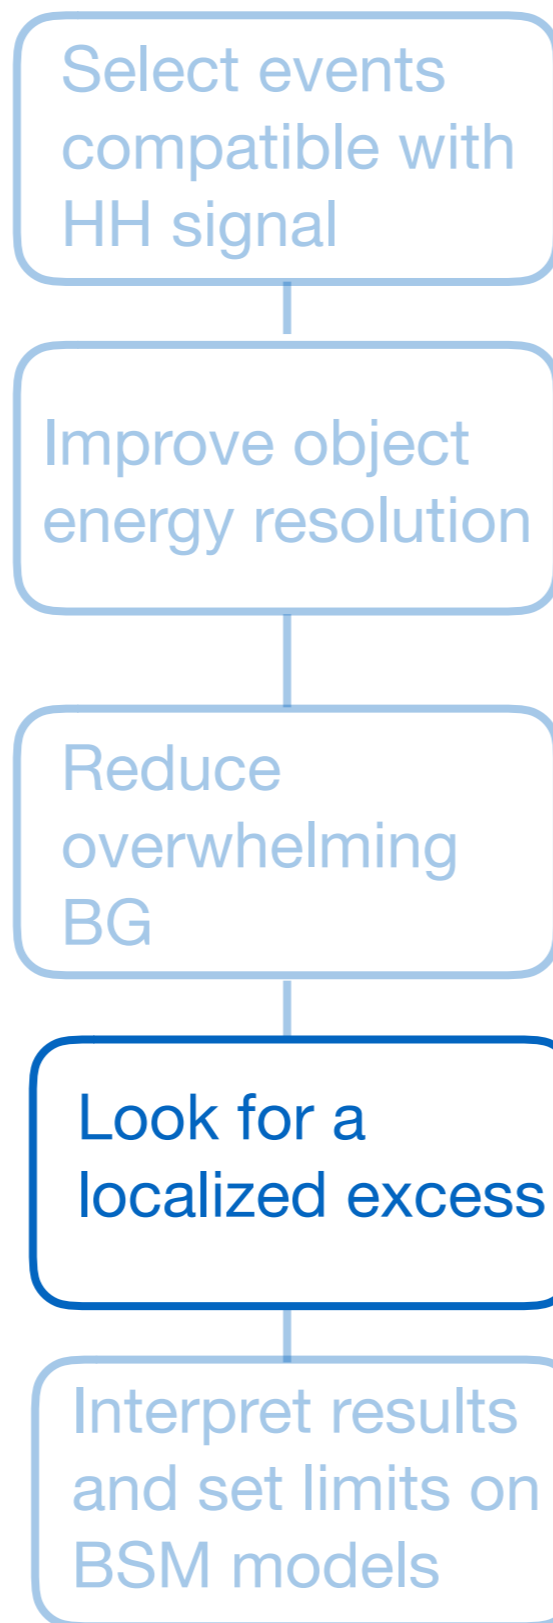 Select events
compatible with
HH signal
Improve object
energy resolution
Reduce
overwhelming
BG
Look for a
localized excess
Interpret results
and set limits on
BSM models